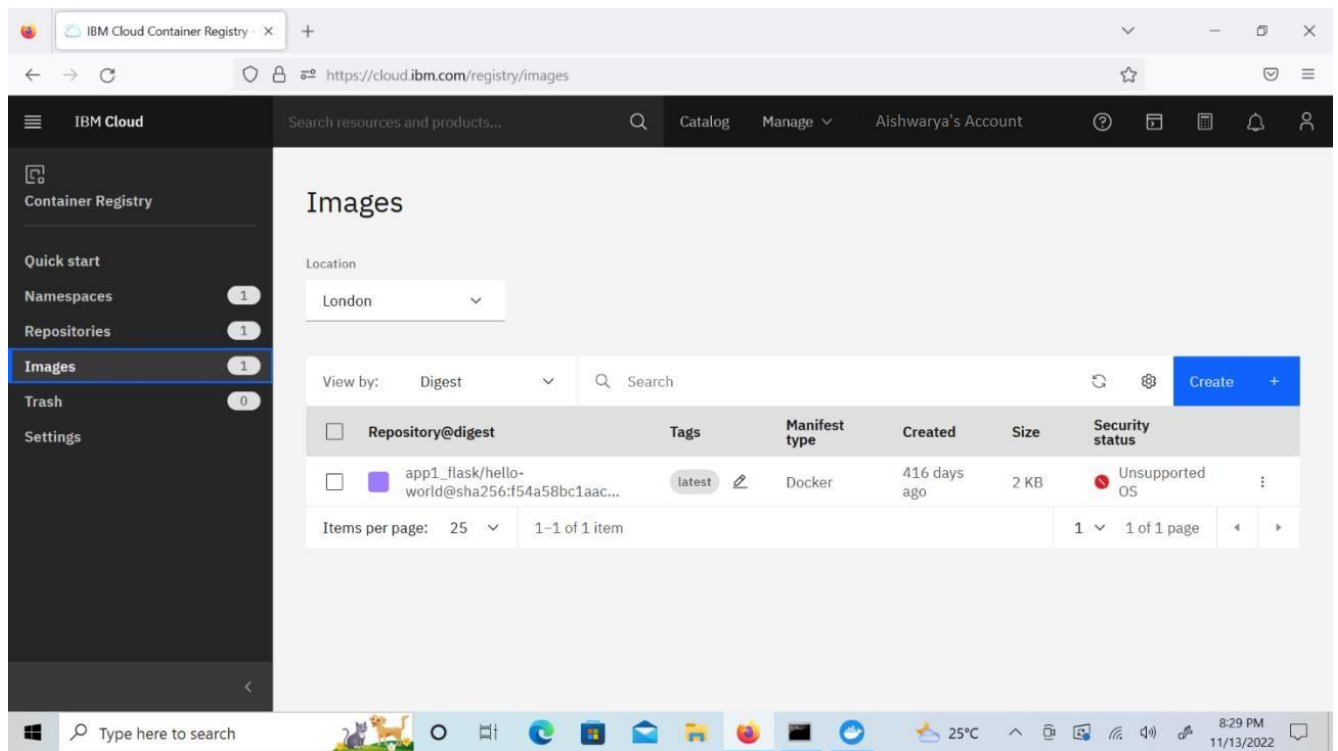 IBM Cloud Container Registry -
https://cloud.ibm.com/registry/images
IBM Cloud
Search resources and products...
Catalog
Manage
Aishwarya's Account
Container Registry
Quick start
Namespaces 1
Repositories 1
Images 1
Trash 0
Settings
Images
Location
London
View by: Digest
Search
Create +
Repository@digest Tags Manifest type Created Size Security status
app1_flask/hello-
world@sha256:f54a58bc1aac...
latest
Docker
416 days
ago
2 KB
Unsupported
OS
Items per page: 25 1–1 of 1 item 1 1 of 1 page
Type here to search
25°C
8:29 PM
11/13/2022